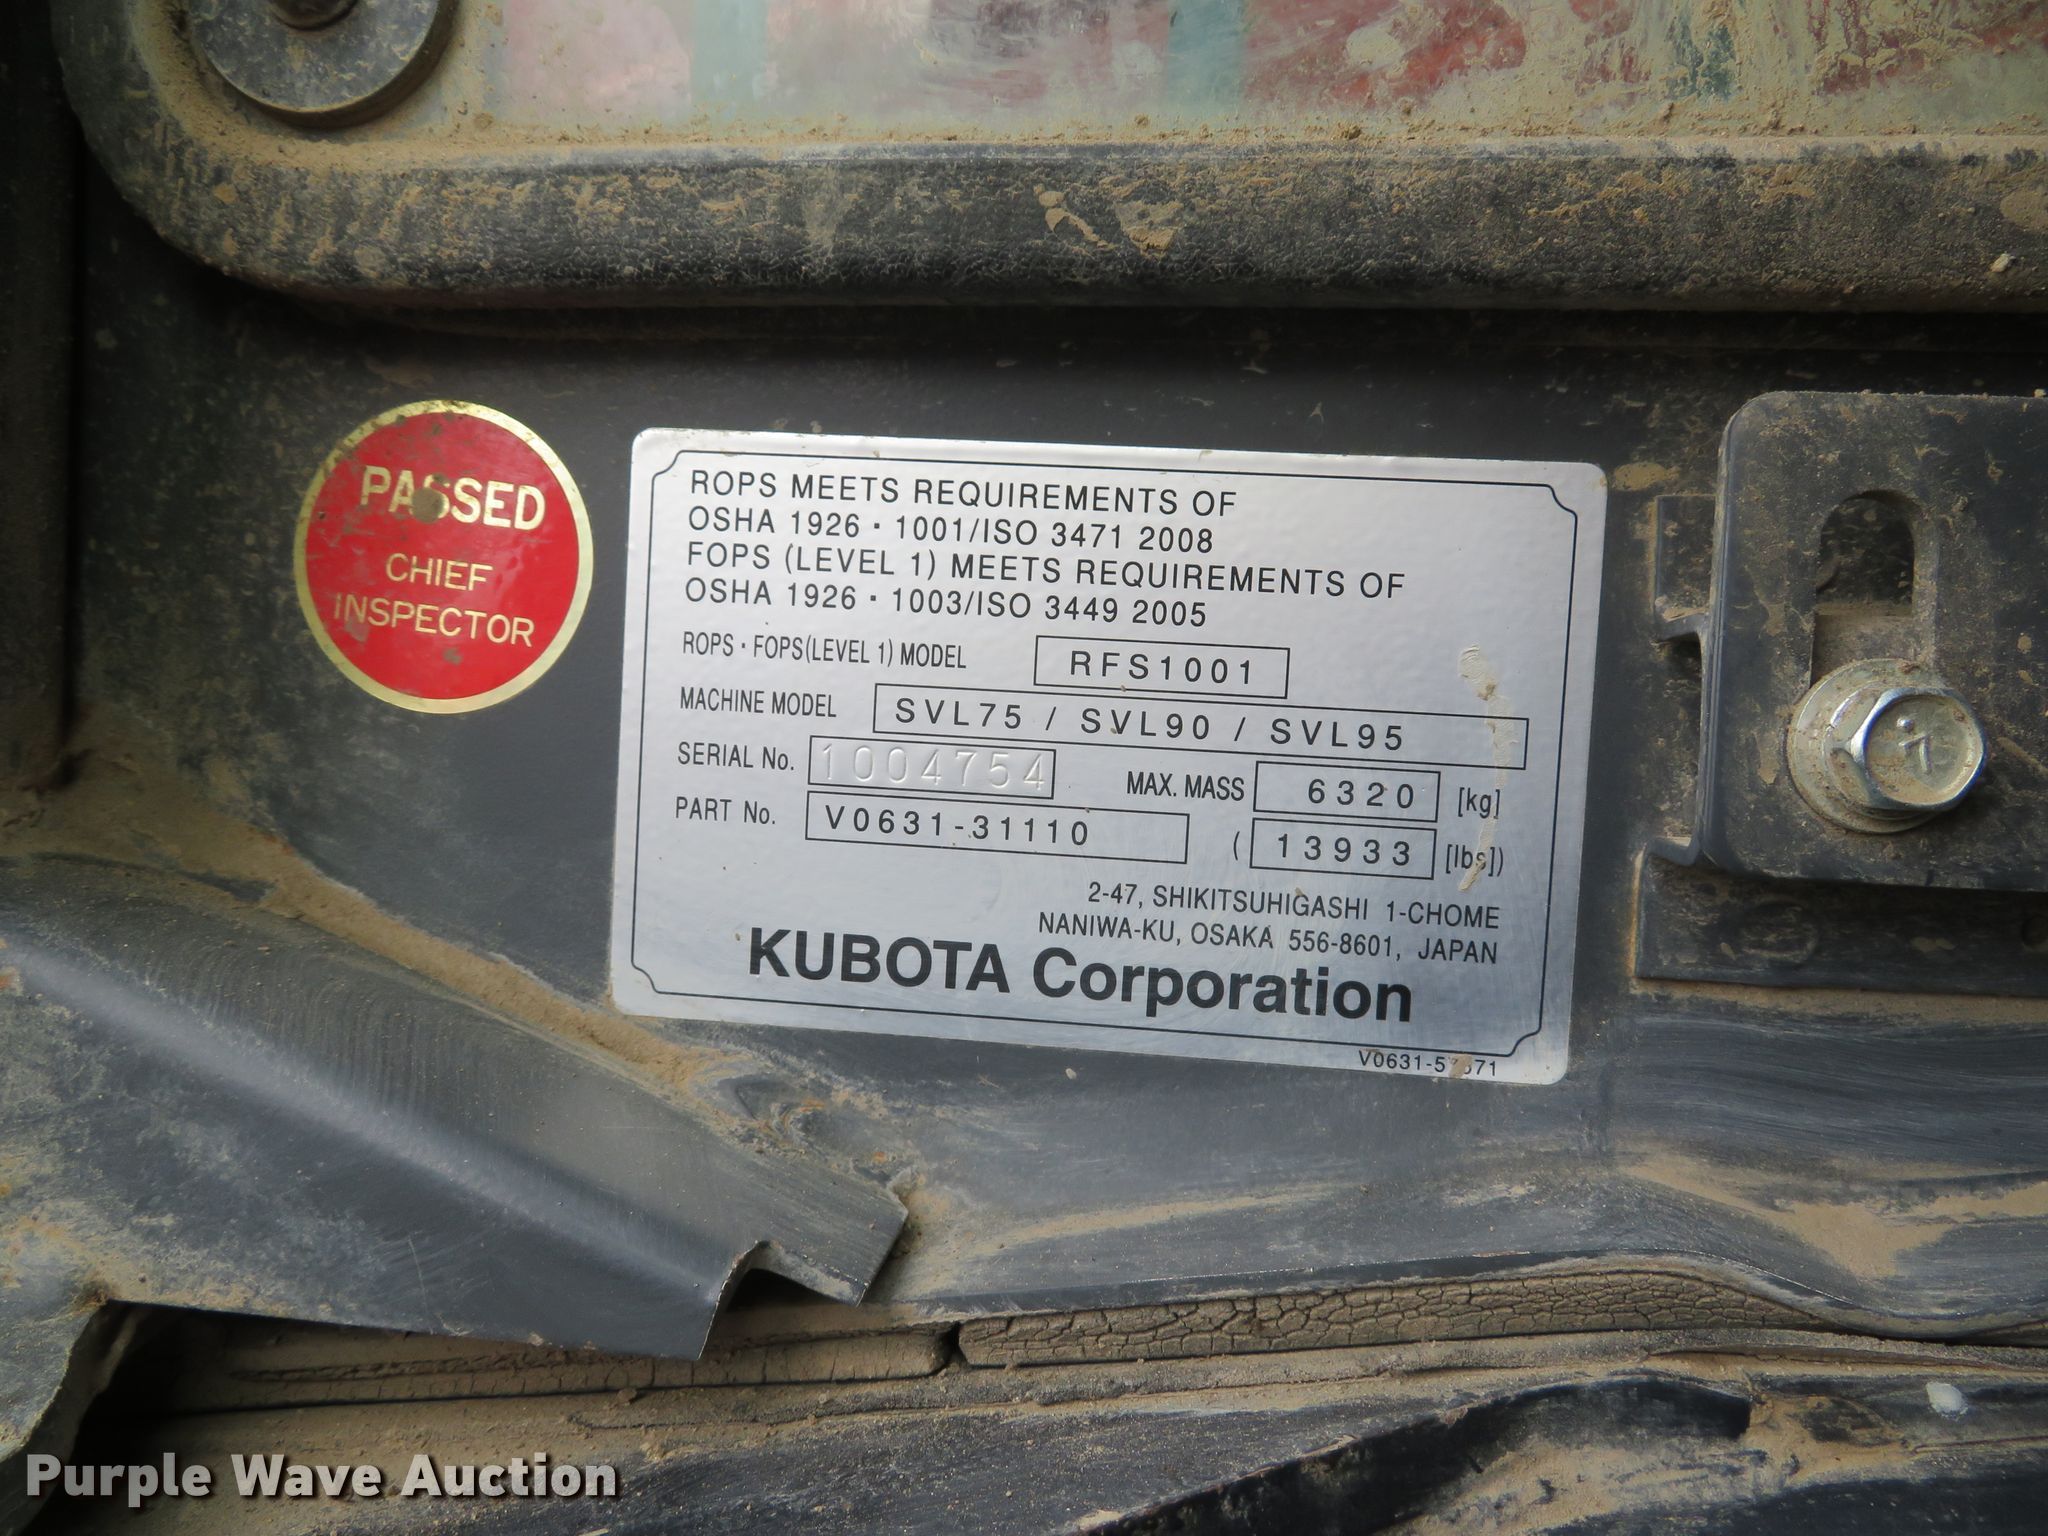 PASSED
CHIEF
INSPECTOR
ROPS MEETS REQUIREMENTS OF
OSHA 1926・1001/ISO 3471 2008
FOPS (LEVEL 1) MEETS REQUIREMENTS OF
OSHA 1926・1003/ISO 3449 2005
ROPS・FOPS(LEVEL 1) MODEL RFS1001
MACHINE MODEL SVL75 / SVL90 / SVL95
SERIAL No. 1004754 MAX. MASS 6320 [kg]
PART No. V0631-31110 (13933 [lbs])
2-47, SHIKITSUHIGASHI 1-CHOME
NANIWA-KU, OSAKA 556-8601, JAPAN
KUBOTA Corporation
7
Purple Wave Auction